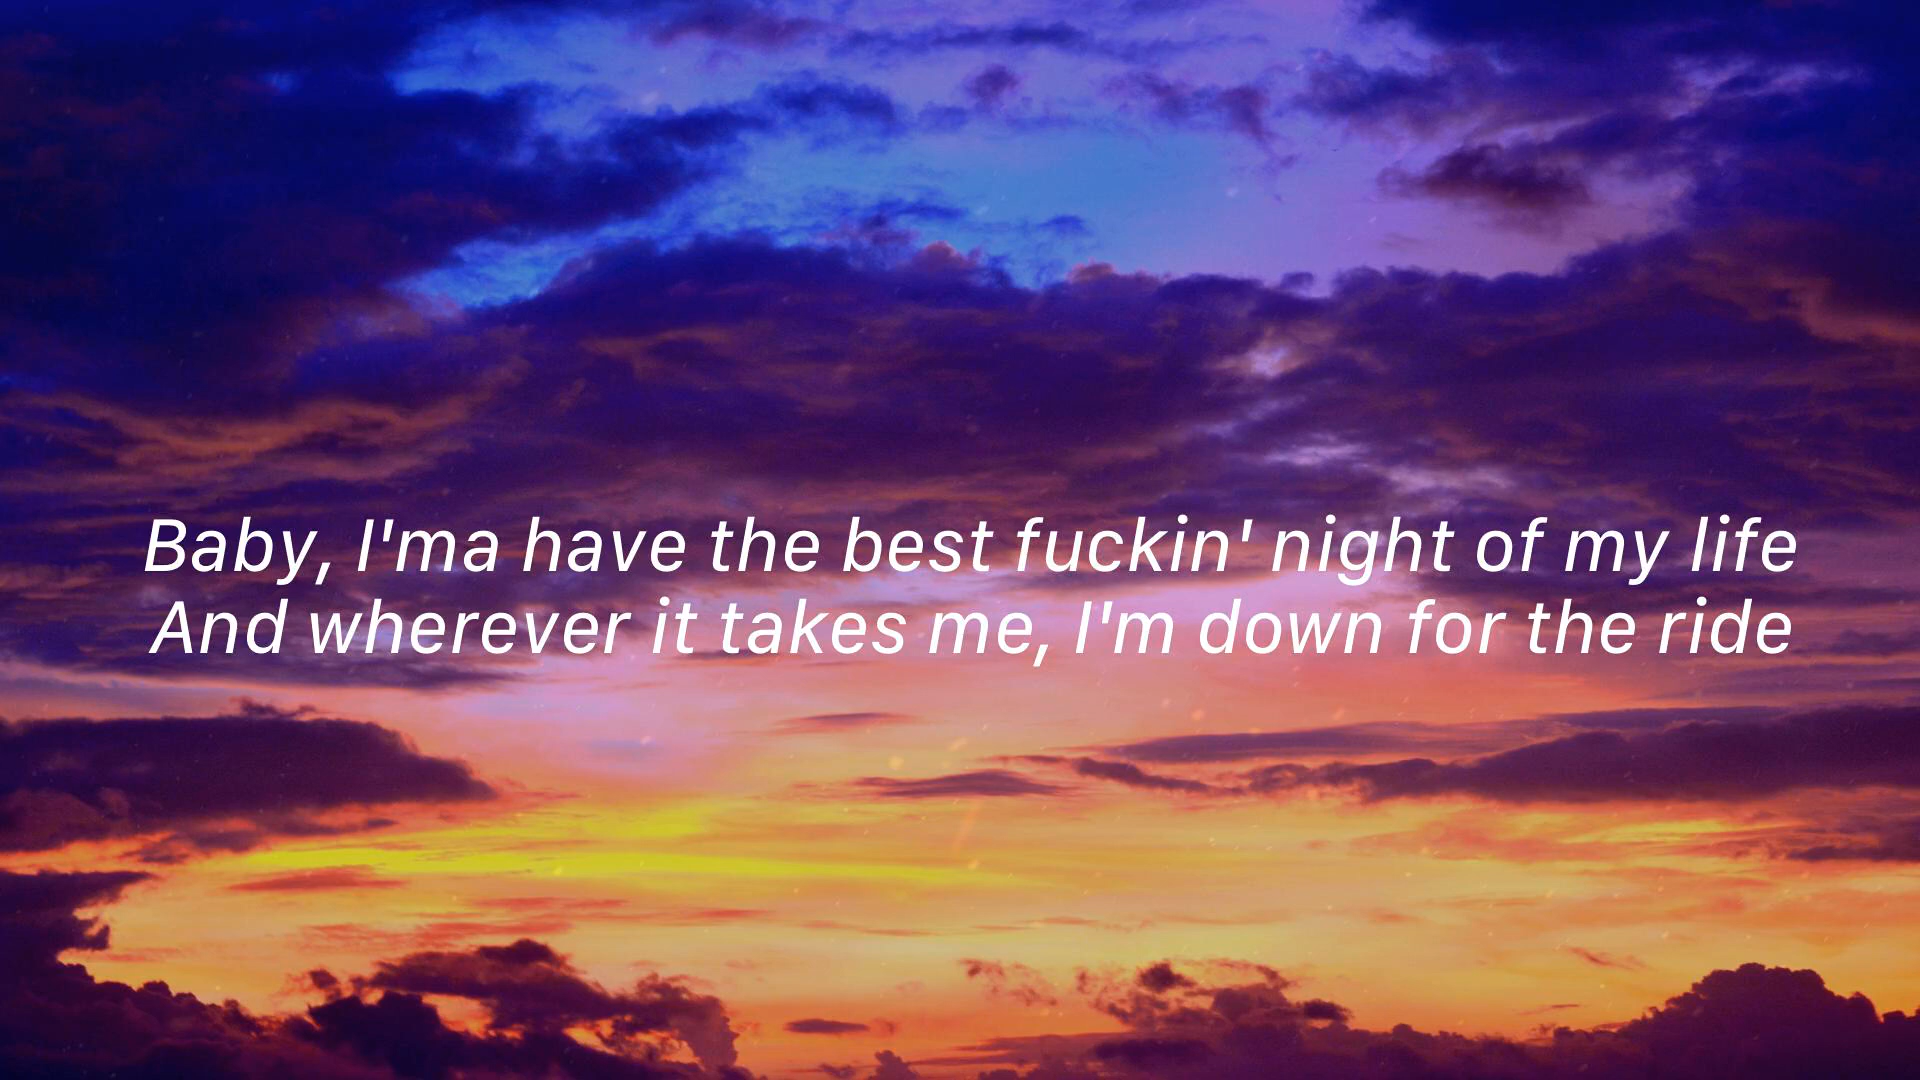 Baby, I'ma have the best fuckin' night of my life
And wherever it takes me, I'm down for the ride